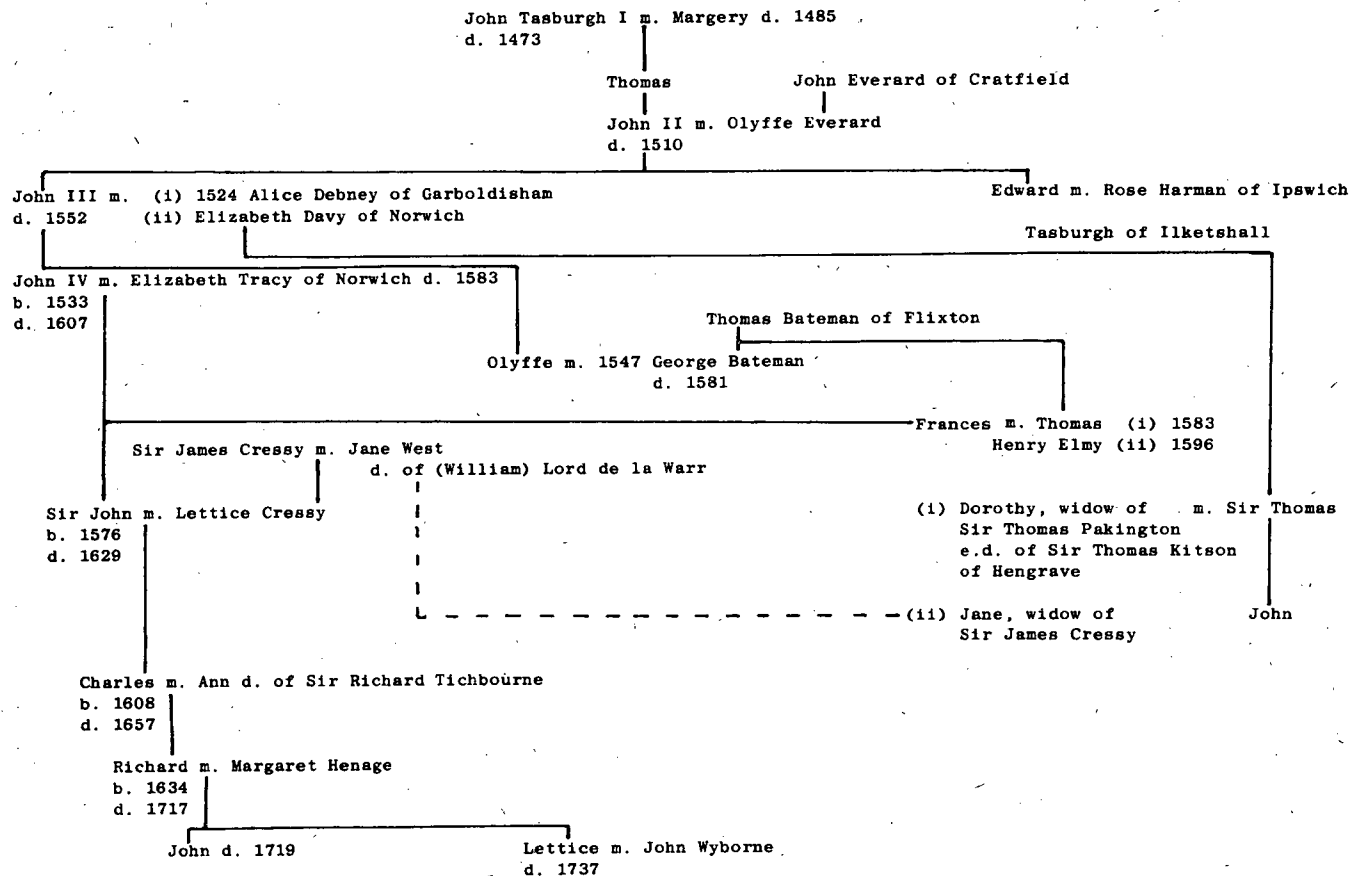 John Tasburgh I m. Margery d. 1485
d. 1473
Thomas
John Everard of Cratfield
John II m. Olyffe Everard
d. 1510
John III m. (i) 1524 Alice Debney of Garboldisham
d. 1552 (ii) Elizabeth Davy of Norwich
Edward m. Rose Harman of Ipswich
Tasburgh of Ilketshall
John IV m. Elizabeth Tracy of Norwich d. 1583
b. 1533
d. 1607
Thomas Bateman of Flixton
Olyffe m. 1547 George Bateman
d. 1581
Frances m. Thomas (i) 1583
Henry Elmy (ii) 1596
Sir James Cressy m. Jane West
d. of (William) Lord de la Warr
Sir John m. Lettice Cressy
b. 1576
d. 1629
(i) Dorothy, widow of m. Sir Thomas
Sir Thomas Pakington
e.d. of Sir Thomas Kitson
of Hengrave
(ii) Jane, widow of
Sir James Cressy
John
Charles m. Ann d. of Sir Richard Tichbourne
b. 1608
d. 1657
Richard m. Margaret Henage
b. 1634
d. 1717
John d. 1719
Lettice m. John Wyborne
d. 1737